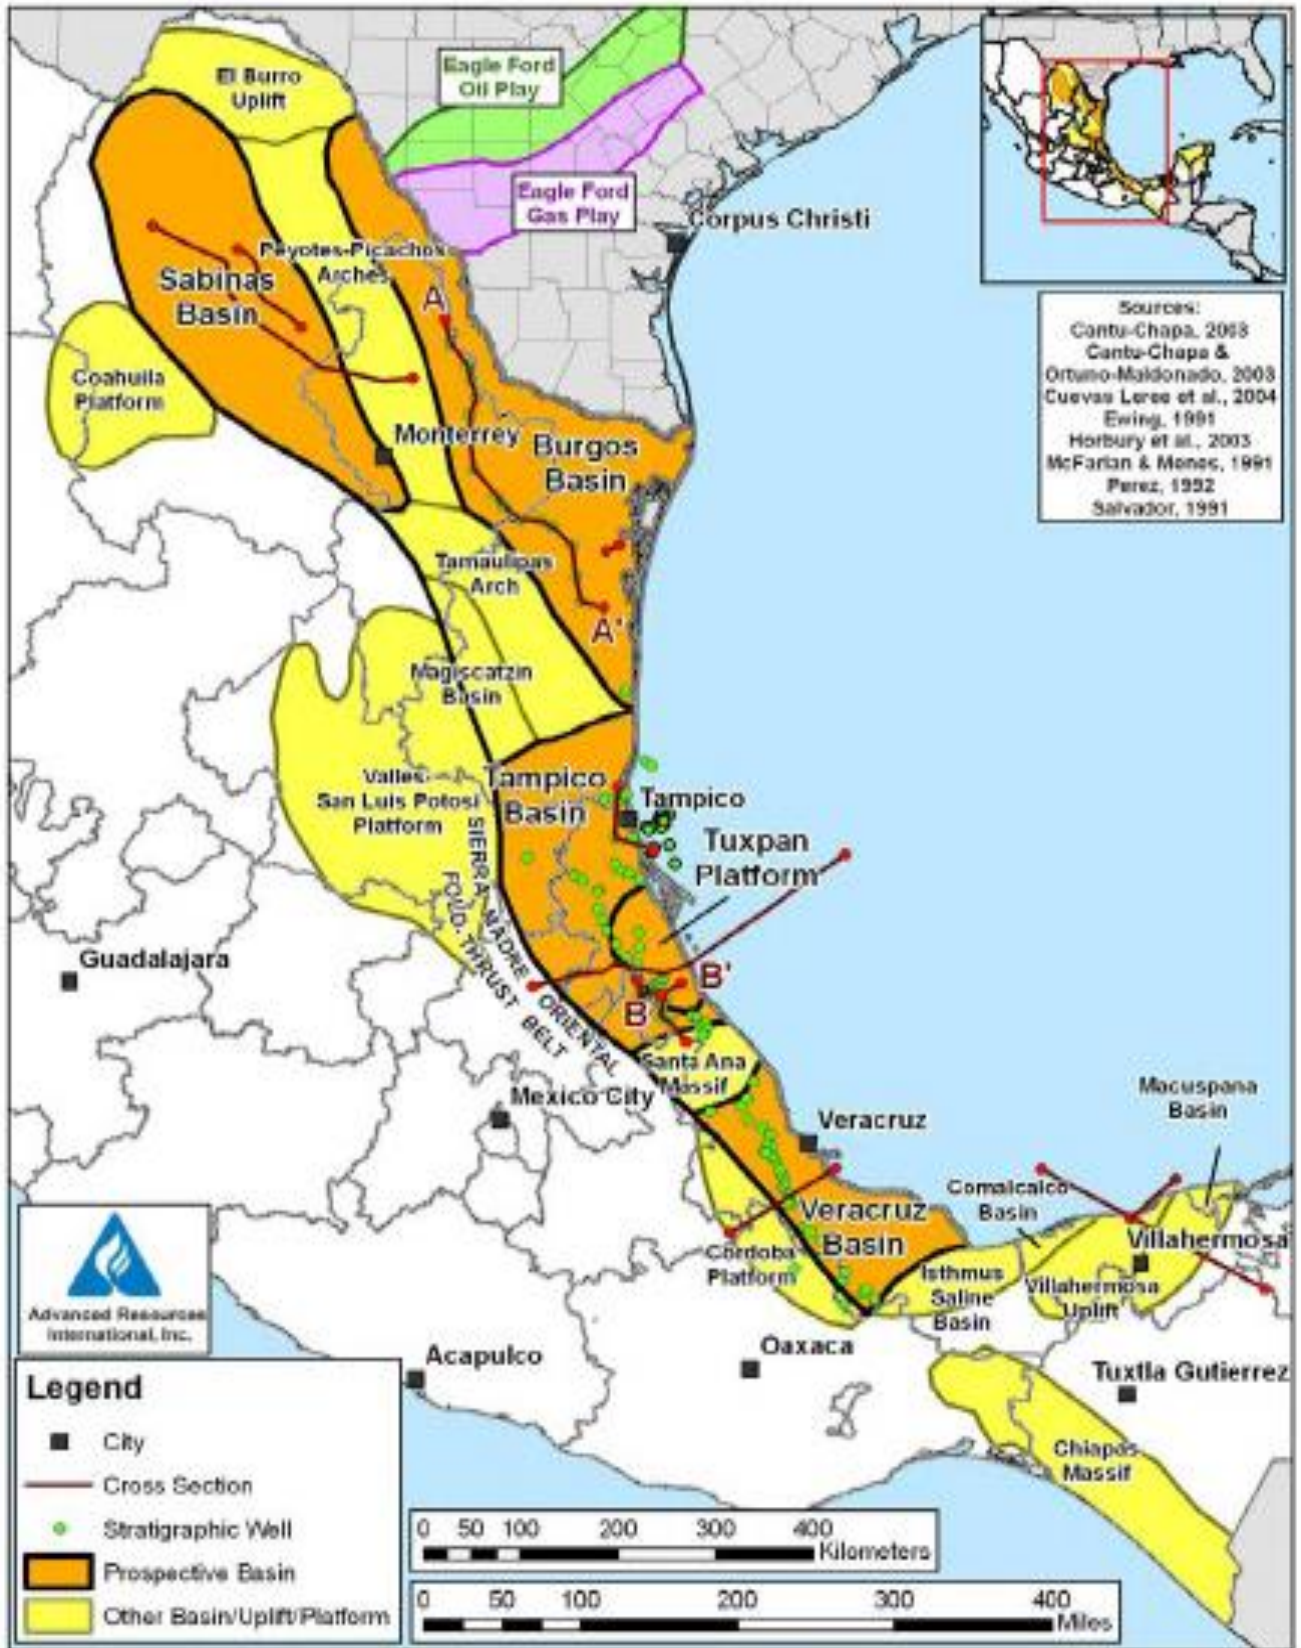 El Burro
Uplift
Eagle Ford
Oil Play
Eagle Ford
Gas Play
Corpus Christi
Peyotes-Picachos
Arches
Sabinas
Basin
A
Coahuila
Platform
Monterrey
Burgos
Basin
Sources:
Cantu-Chapa, 2003
Cantu-Chapa &
Ortuno-Maldonado, 2003
Cuevas Leree et al., 2004
Ewing, 1991
Horbury et al., 2003
McFarlan & Menes, 1991
Perez, 1992
Salvador, 1991
Tamaulipas
Arch
A'
Magiscatzin
Basin
Valles-
San Luis Potosi
Platform
Tampico
Basin
Tampico
Tuxpan
Platform
SIERRA MADRE ORIENTAL
FOLD-THRUST BELT
Guadalajara
B
B'
Santa Ana
Massif
Mexico City
Veracruz
Macuspana
Basin
Comalcalco
Basin
Veracruz
Basin
Cordoba
Platform
Villahermosa
Isthmus
Saline
Basin
Villahermosa
Uplift
Advanced Resources
International, Inc.
Acapulco
Oaxaca
Tuxtla Gutierrez
Chiapas
Massif
Legend
City
Cross Section
Stratigraphic Well
Prospective Basin
Other Basin/Uplift/Platform
0 50 100 200 300 400
Kilometers
0 50 100 200 300 400
Miles